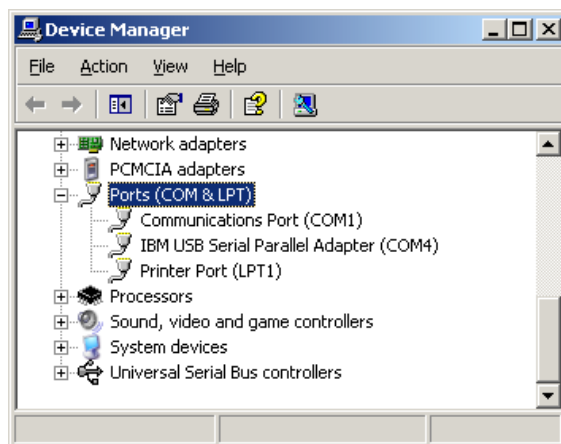 Device Manager
File Action View Help
Network adapters
PCMCIA adapters
Ports (COM & LPT)
Communications Port (COM1)
IBM USB Serial Parallel Adapter (COM4)
Printer Port (LPT1)
Processors
Sound, video and game controllers
System devices
Universal Serial Bus controllers